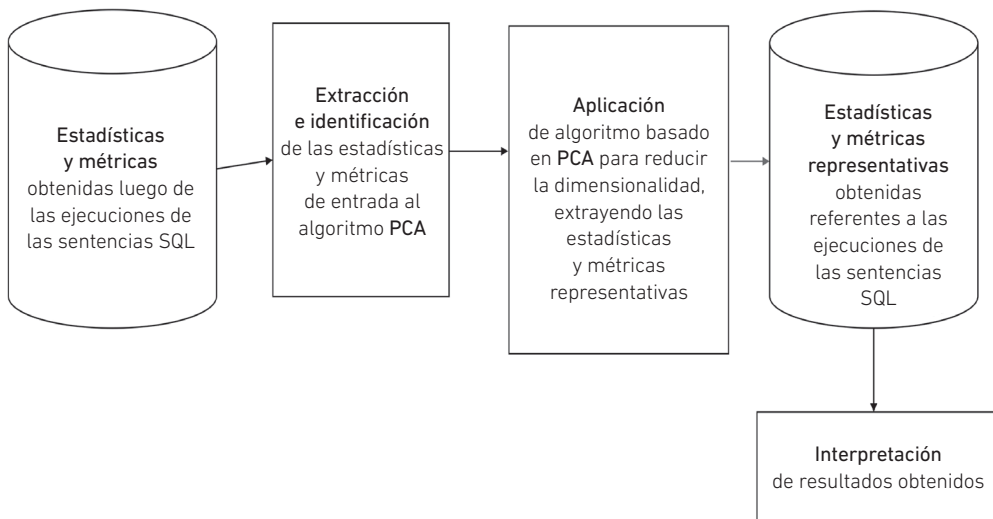 Estadísticas
y métricas
obtenidas luego de
las ejecuciones de
las sentencias SQL
Extracción
e identificación
de las estadísticas
y métricas
de entrada al
algoritmo PCA
Aplicación
de algoritmo basado
en PCA para reducir
la dimensionalidad,
extrayendo las
estadísticas
y métricas
representativas
Estadísticas
y métricas
representativas
obtenidas
referentes a las
ejecuciones de
las sentencias
SQL
Interpretación
de resultados obtenidos